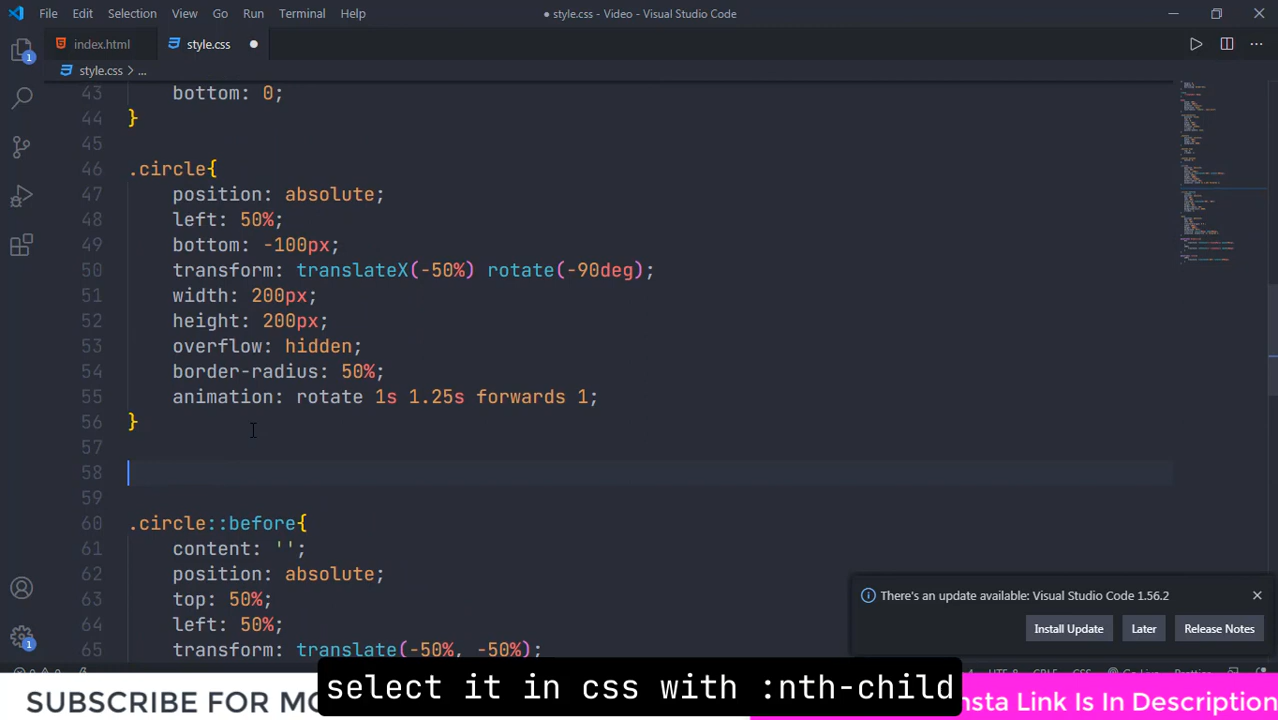 File Edit Selection View Go Run Terminal Help
● style.css - Video - Visual Studio Code
index.html style.css
style.css > ...
43 bottom: 0;
44 }
45
46 .circle{
47 position: absolute;
48 left: 50%;
49 bottom: -100px;
50 transform: translateX(-50%) rotate(-90deg);
51 width: 200px;
52 height: 200px;
53 overflow: hidden;
54 border-radius: 50%;
55 animation: rotate 1s 1.25s forwards 1;
56 }
57
58
59
60 .circle::before{
61 content: '';
62 position: absolute;
63 top: 50%;
64 left: 50%;
65 transform: translate(-50%, -50%);
1
1
There's an update available: Visual Studio Code 1.56.2
Install Update Later Release Notes
select it in css with :nth-child
SUBSCRIBE FOR MO
nsta Link Is In Description